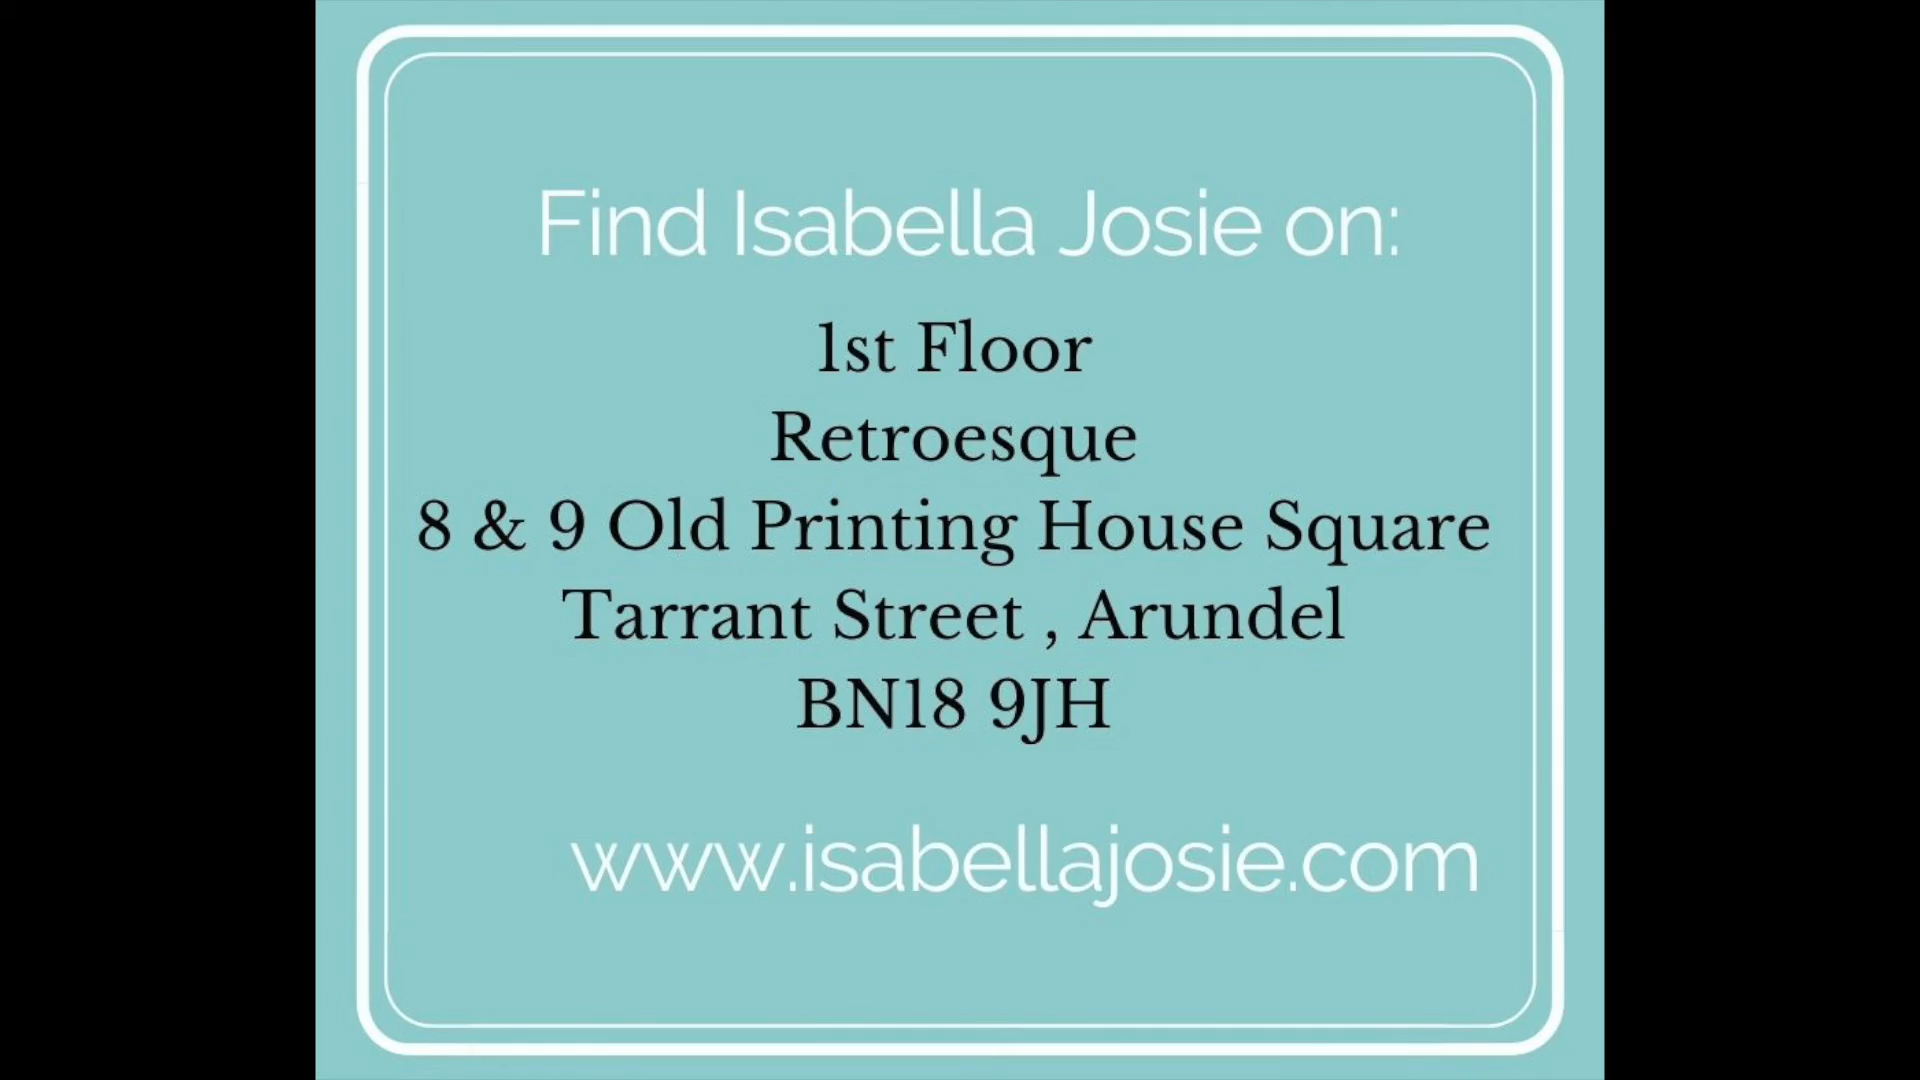 Find Isabella Josie on:
1st Floor
Retroesque
8 & 9 Old Printing House Square
Tarrant Street , Arundel
BN18 9JH
www.isabellajosie.com